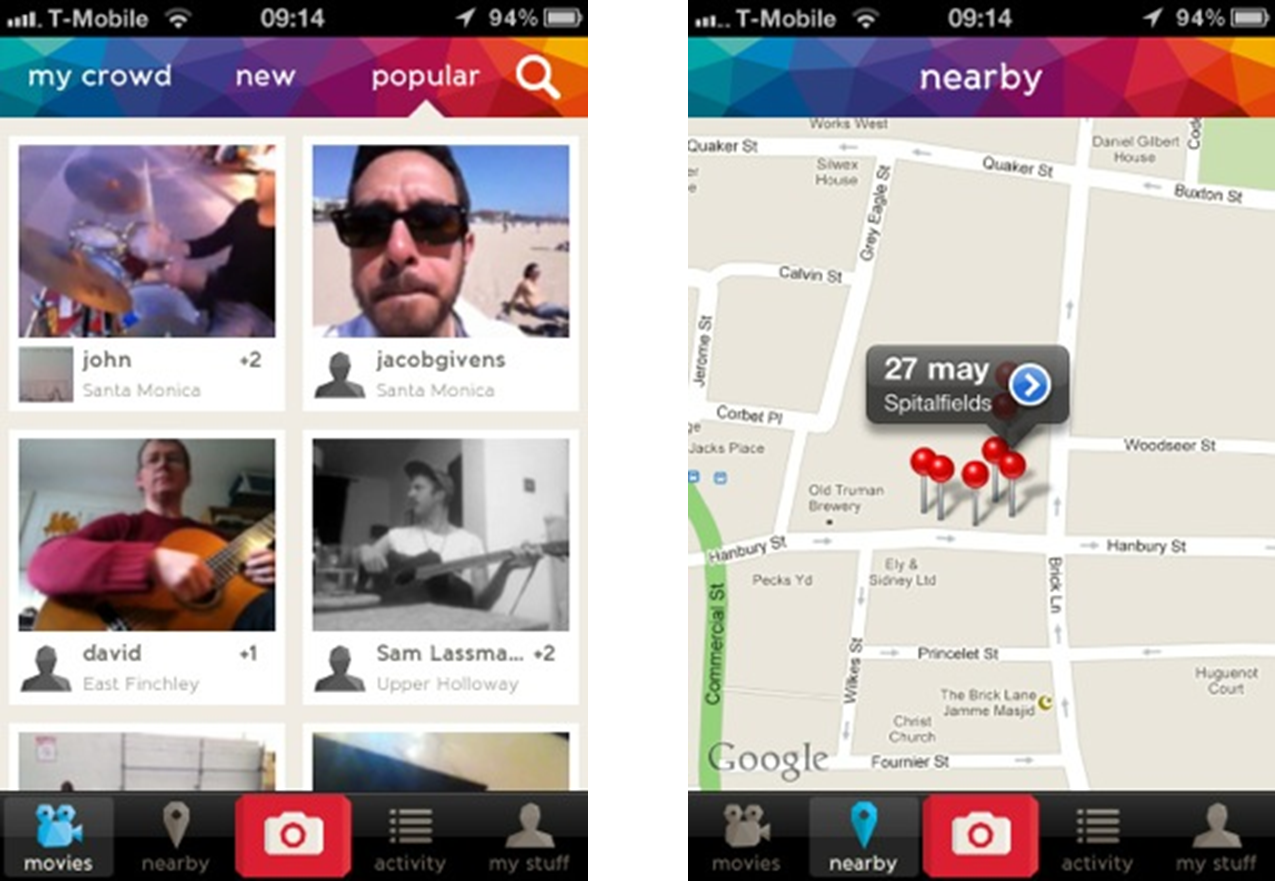 T-Mobile 09:14 94%
my crowd new popular
john +2
Santa Monica
jacobgivens
Santa Monica
david +1
East Finchley
Sam Lassma... +2
Upper Holloway
movies nearby activity my stuff
T-Mobile 09:14 94%
nearby
Works West
Quaker St
Silwex
House
Quaker St
Daniel Gilbert
House
Code
Buxton St
Grey Eagle St
Calvin St
Jerome St
27 may
Spitalfields
Corbet Pl
Jacks Place
Woodseer St
Old Truman
Brewery
Hanbury St
Hanbury St
Pecks Yd
Ely &
Sidney Ltd
Brick Ln
Commercial St
Wilkes St
Princelet St
Huguenot
Court
The Brick Lane
Jamme Masjid
Christ
Church
Google
Fournier St
movies nearby activity my stuff